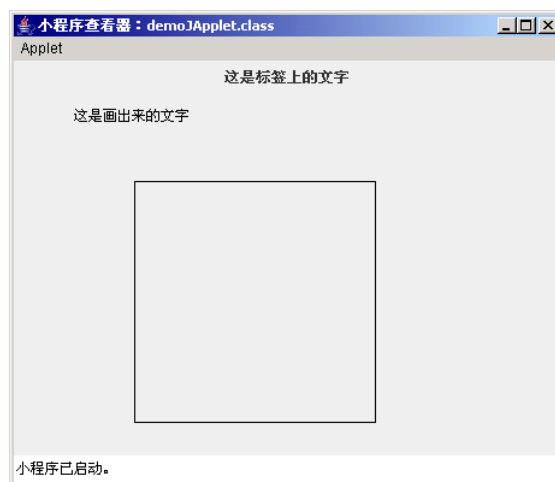 小程序查看器：demoJApplet.class
Applet
这是标签上的文字
这是画出来的文字
小程序已启动。